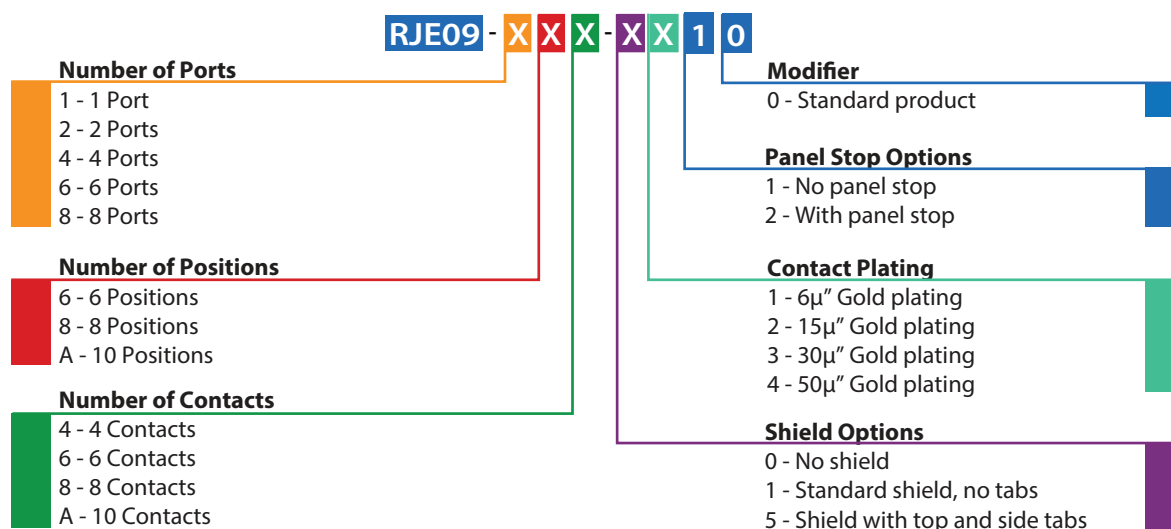 RJE09 - X X X - X X 1 0
Number of Ports
1 - 1 Port
2 - 2 Ports
4 - 4 Ports
6 - 6 Ports
8 - 8 Ports
Number of Positions
6 - 6 Positions
8 - 8 Positions
A - 10 Positions
Number of Contacts
4 - 4 Contacts
6 - 6 Contacts
8 - 8 Contacts
A - 10 Contacts
Modifier
0 - Standard product
Panel Stop Options
1 - No panel stop
2 - With panel stop
Contact Plating
1 - 6µ” Gold plating
2 - 15µ” Gold plating
3 - 30µ” Gold plating
4 - 50µ” Gold plating
Shield Options
0 - No shield
1 - Standard shield, no tabs
5 - Shield with top and side tabs